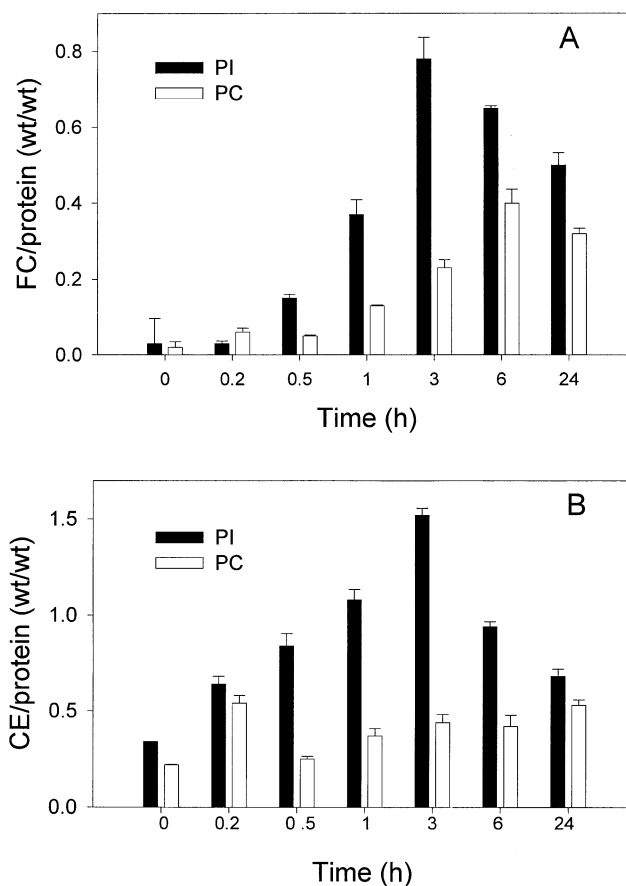 A
PI
PC
FC/protein (wt/wt)
0.8
0.6
0.4
0.2
0.0
0 0.2 0.5 1 3 6 24
Time (h)
B
PI
PC
CE/protein (wt/wt)
1.5
1.0
0.5
0.0
0 0.2 0.5 1 3 6 24
Time (h)